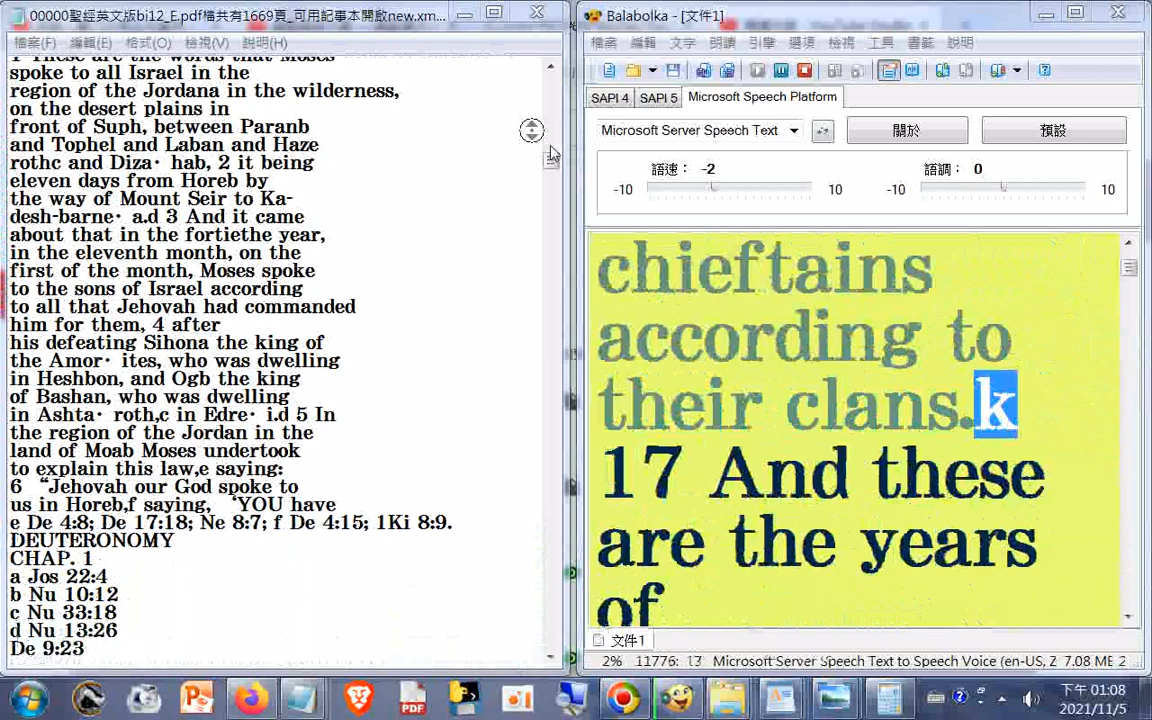 00000聖經英文版bi12_E.pdf檔共有1669頁_可用記事本開啟new.xm...
檔案(F) 編輯(E) 格式(O) 檢視(V) 說明(H)
1 These are the words that Moses
spoke to all Israel in the
region of the Jordana in the wilderness,
on the desert plains in
front of Suph, between Paranb
and Tophel and Laban and Haze
rothc and Diza· hab, 2 it being
eleven days from Horeb by
the way of Mount Seir to Ka-
desh-barne· a.d 3 And it came
about that in the fortiethe year,
in the eleventh month, on the
first of the month, Moses spoke
to the sons of Israel according
to all that Jehovah had commanded
him for them, 4 after
his defeating Sihona the king of
the Amor· ites, who was dwelling
in Heshbon, and Ogb the king
of Bashan, who was dwelling
in Ashta· roth,c in Edre· i.d 5 In
the region of the Jordan in the
land of Moab Moses undertook
to explain this law,e saying:
6 “Jehovah our God spoke to
us in Horeb,f saying, ‘YOU have
e De 4:8; De 17:18; Ne 8:7; f De 4:15; 1Ki 8:9.
DEUTERONOMY
CHAP. 1
a Jos 22:4
b Nu 10:12
c Nu 33:18
d Nu 13:26
De 9:23
Balabolka - [文件1]
檔案 編輯 文字 朗讀 引擎 選項 檢視 工具 書籤 說明
SAPI 4 SAPI 5 Microsoft Speech Platform
Microsoft Server Speech Text 關於 預設
語速: -2 語調: 0
-10 10 -10 10
chieftains
according to
their clans.k
17 And these
are the years
of
文件1
2% 11776: 13 Microsoft Server Speech Text to Speech Voice (en-US, Z 7.08 MB 2
PDF
下午 01:08
2021/11/5